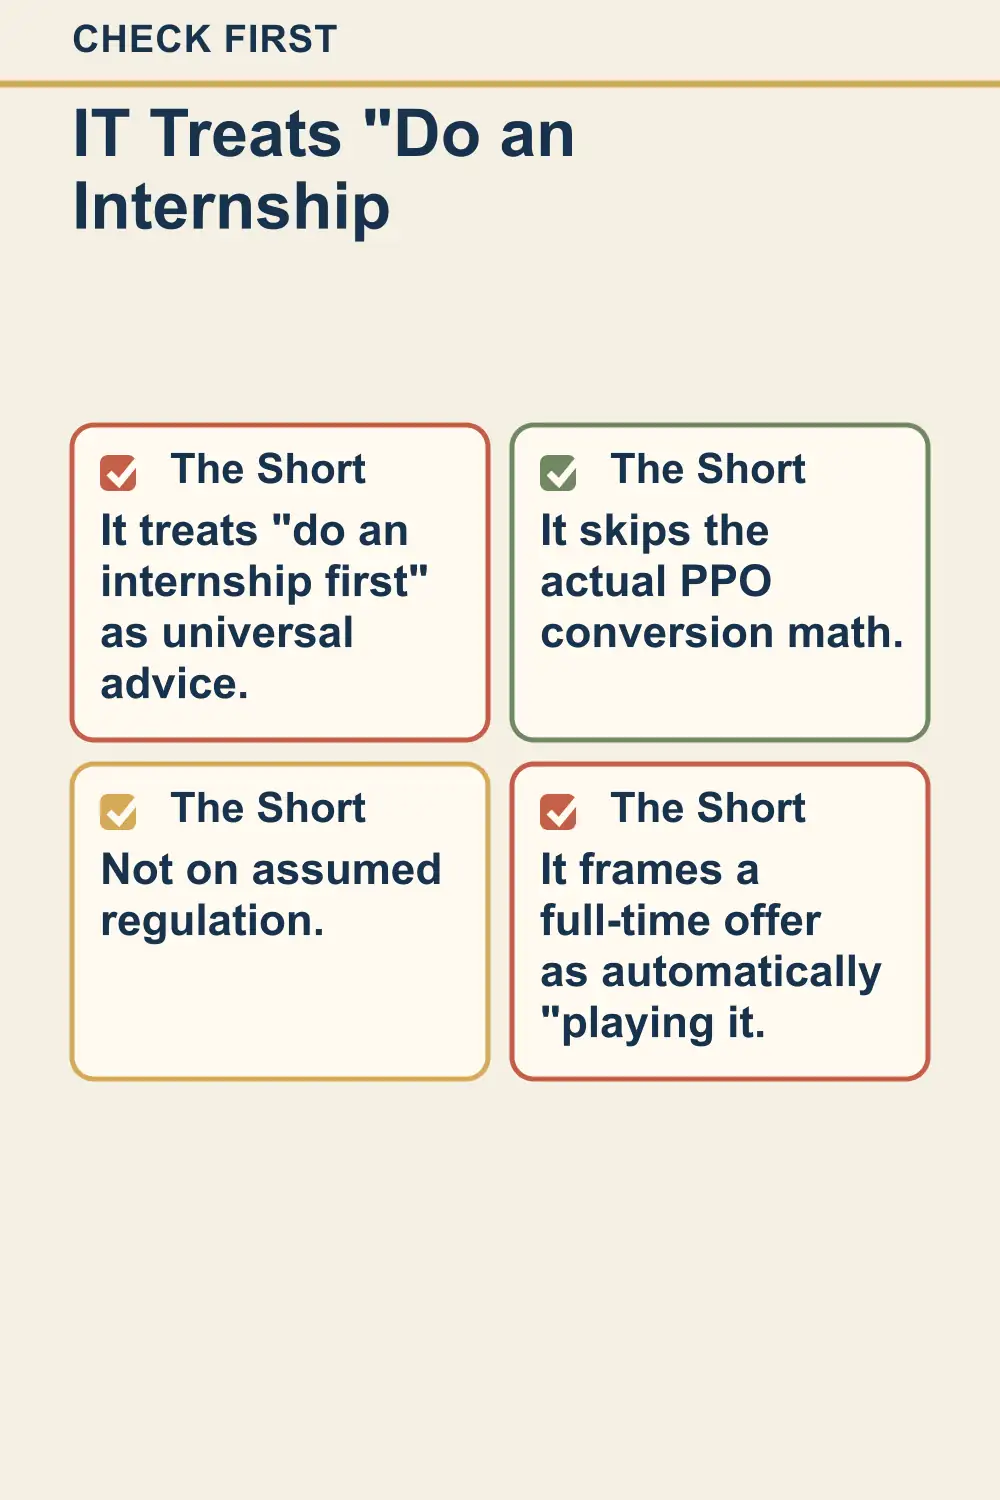 CHECK FIRST
IT Treats "Do an
Internship
The Short
It treats "do an
internship first"
as universal
advice.
The Short
It skips the
actual PPO
conversion math.
The Short
Not on assumed
regulation.
The Short
It frames a
full-time offer
as automatically
"playing it.